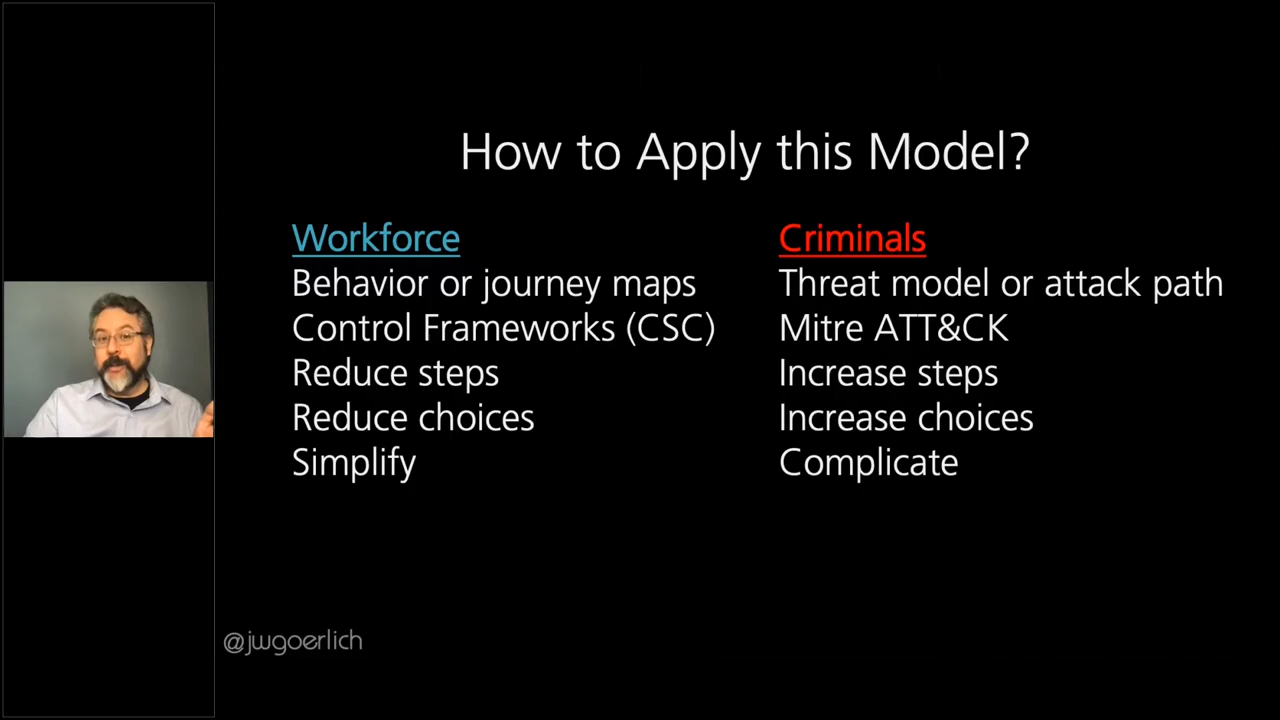 How to Apply this Model?
Workforce
Behavior or journey maps
Control Frameworks (CSC)
Reduce steps
Reduce choices
Simplify
Criminals
Threat model or attack path
Mitre ATT&CK
Increase steps
Increase choices
Complicate
@jwgoerlich